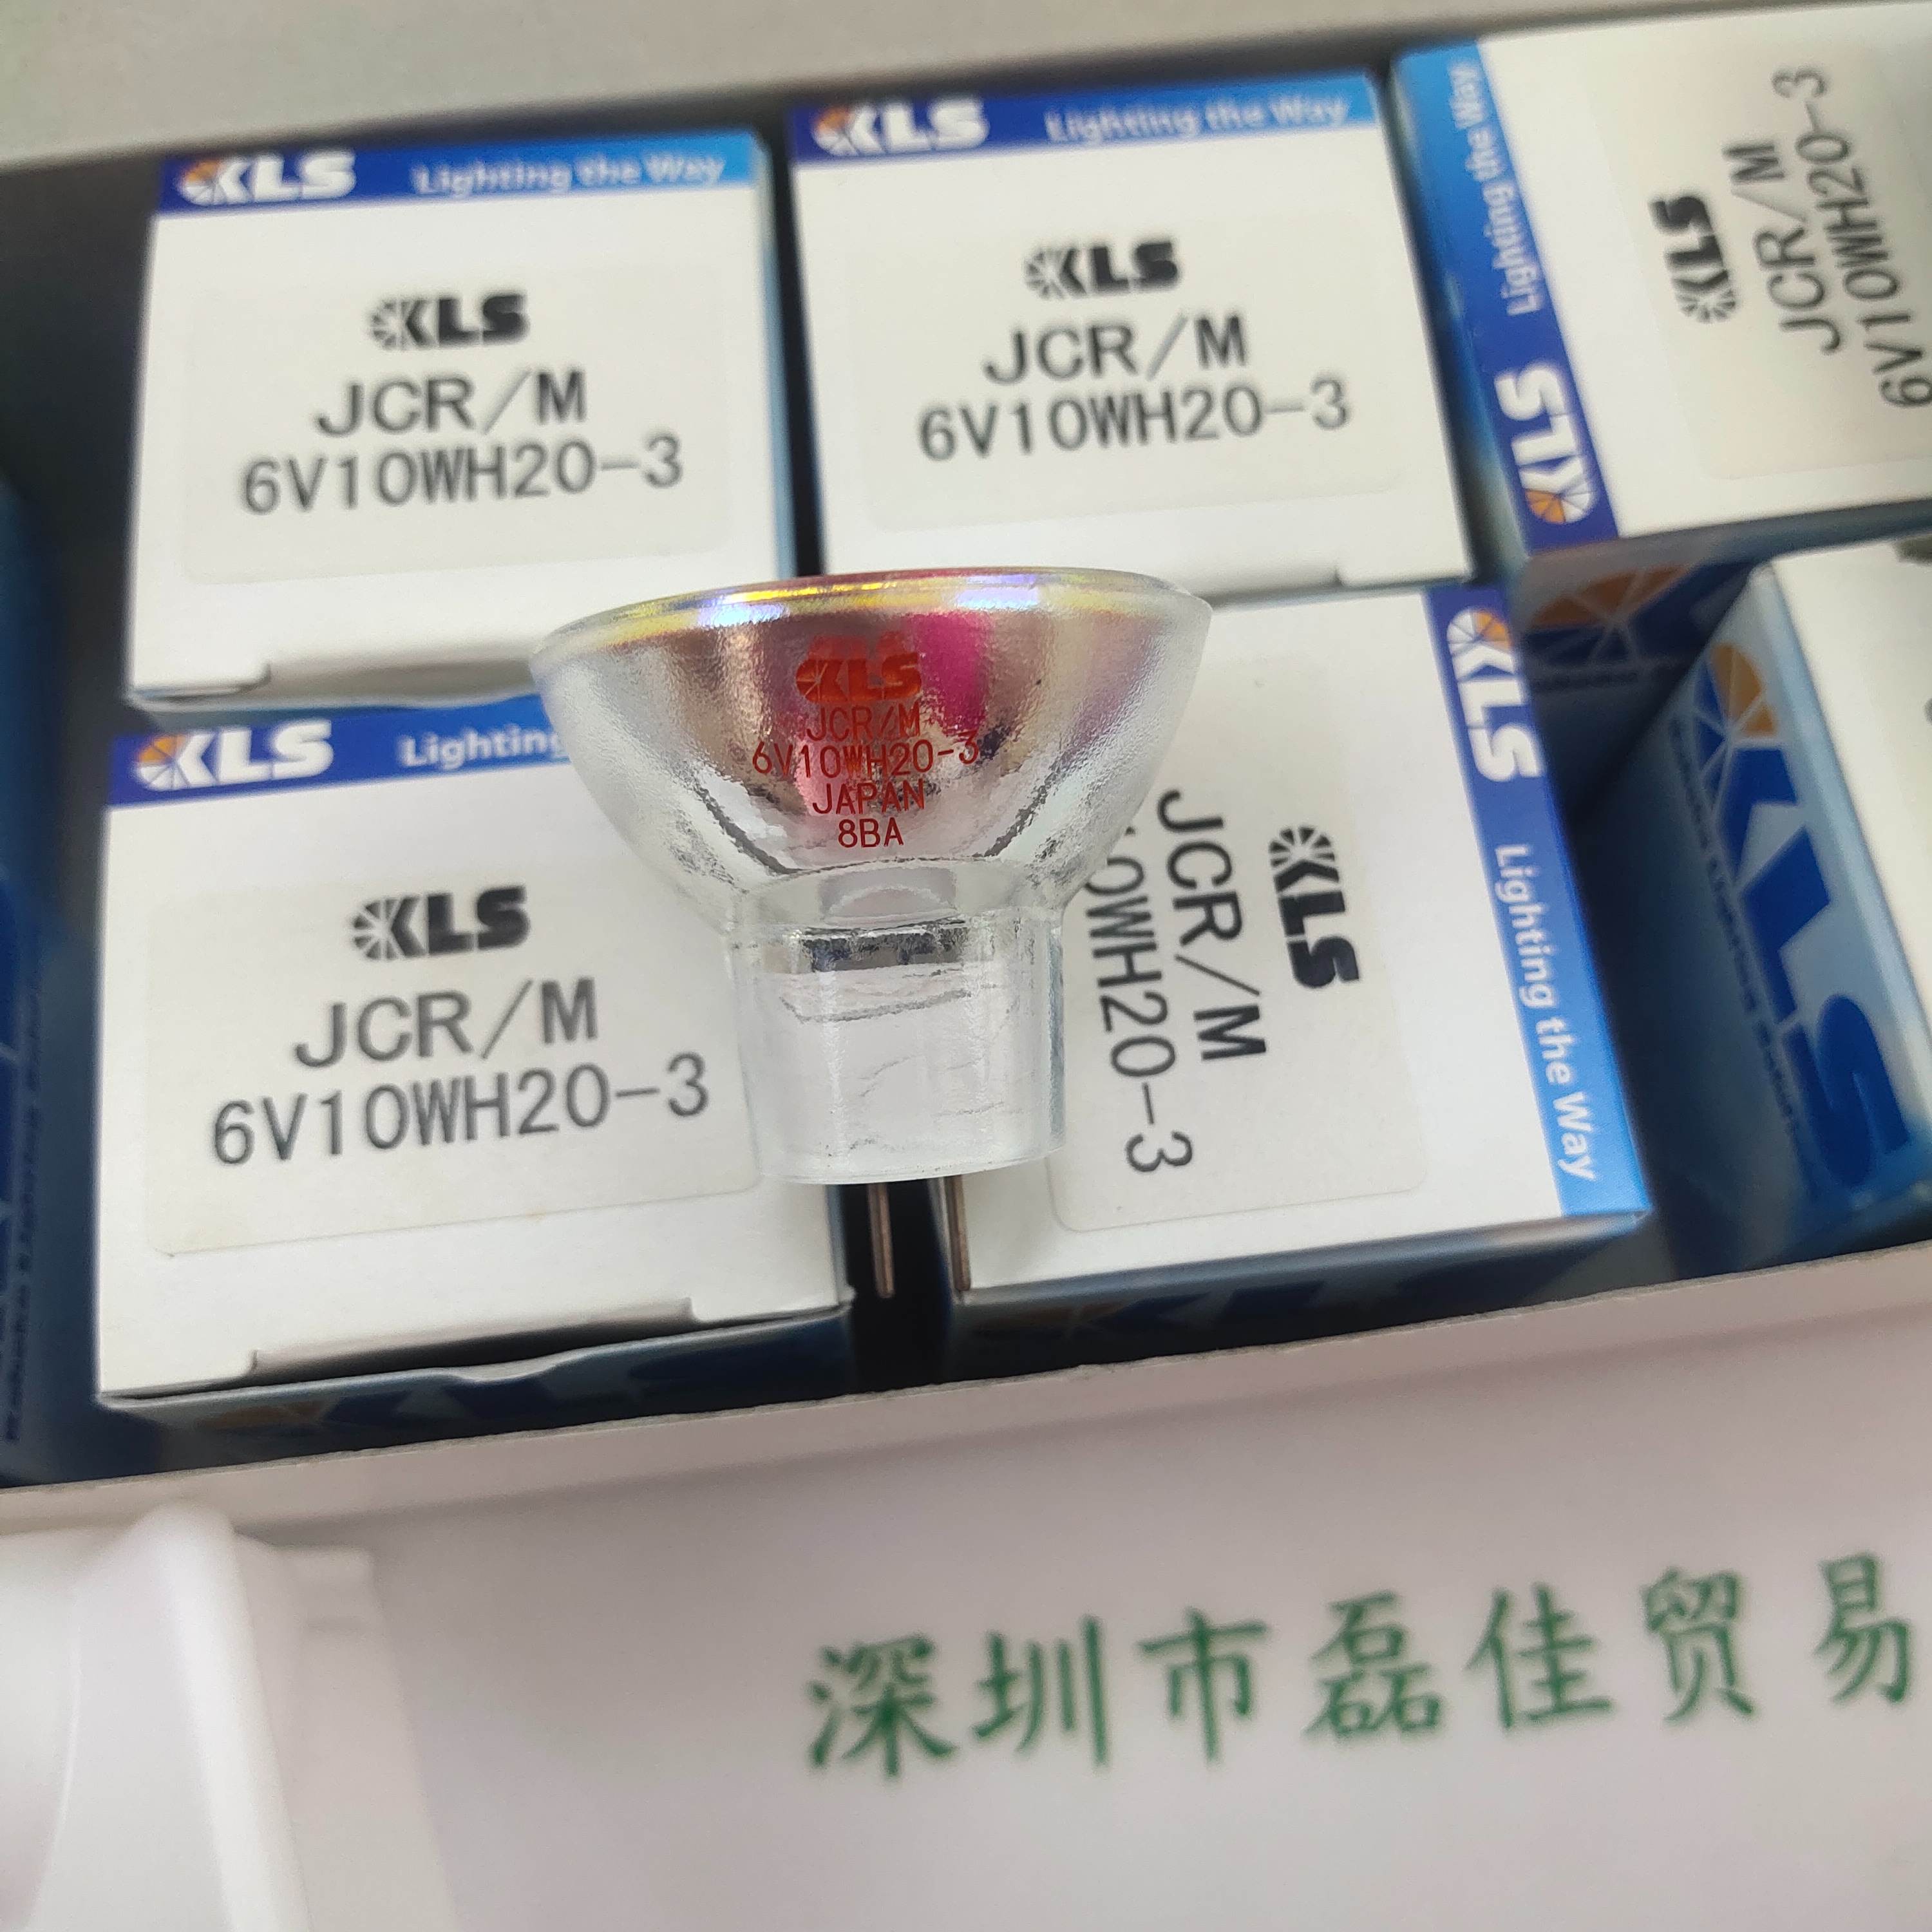 KLS Lighting the Way
KLS
JCR/M
6V10WH20-3
KLS Lighting the Way
KLS
JCR/M
6V10WH20-3
KLS Lighting the Way
KLS
JCR/M
6V10WH20-3
KLS
JCR/M
6V10WH20-3
JAPAN
8BA
KLS Lighting
KLS
JCR/M
6V10WH20-3
KLS Lighting the Way
KLS
JCR/M
10WH20-3
KLS
深圳市磊佳贸易